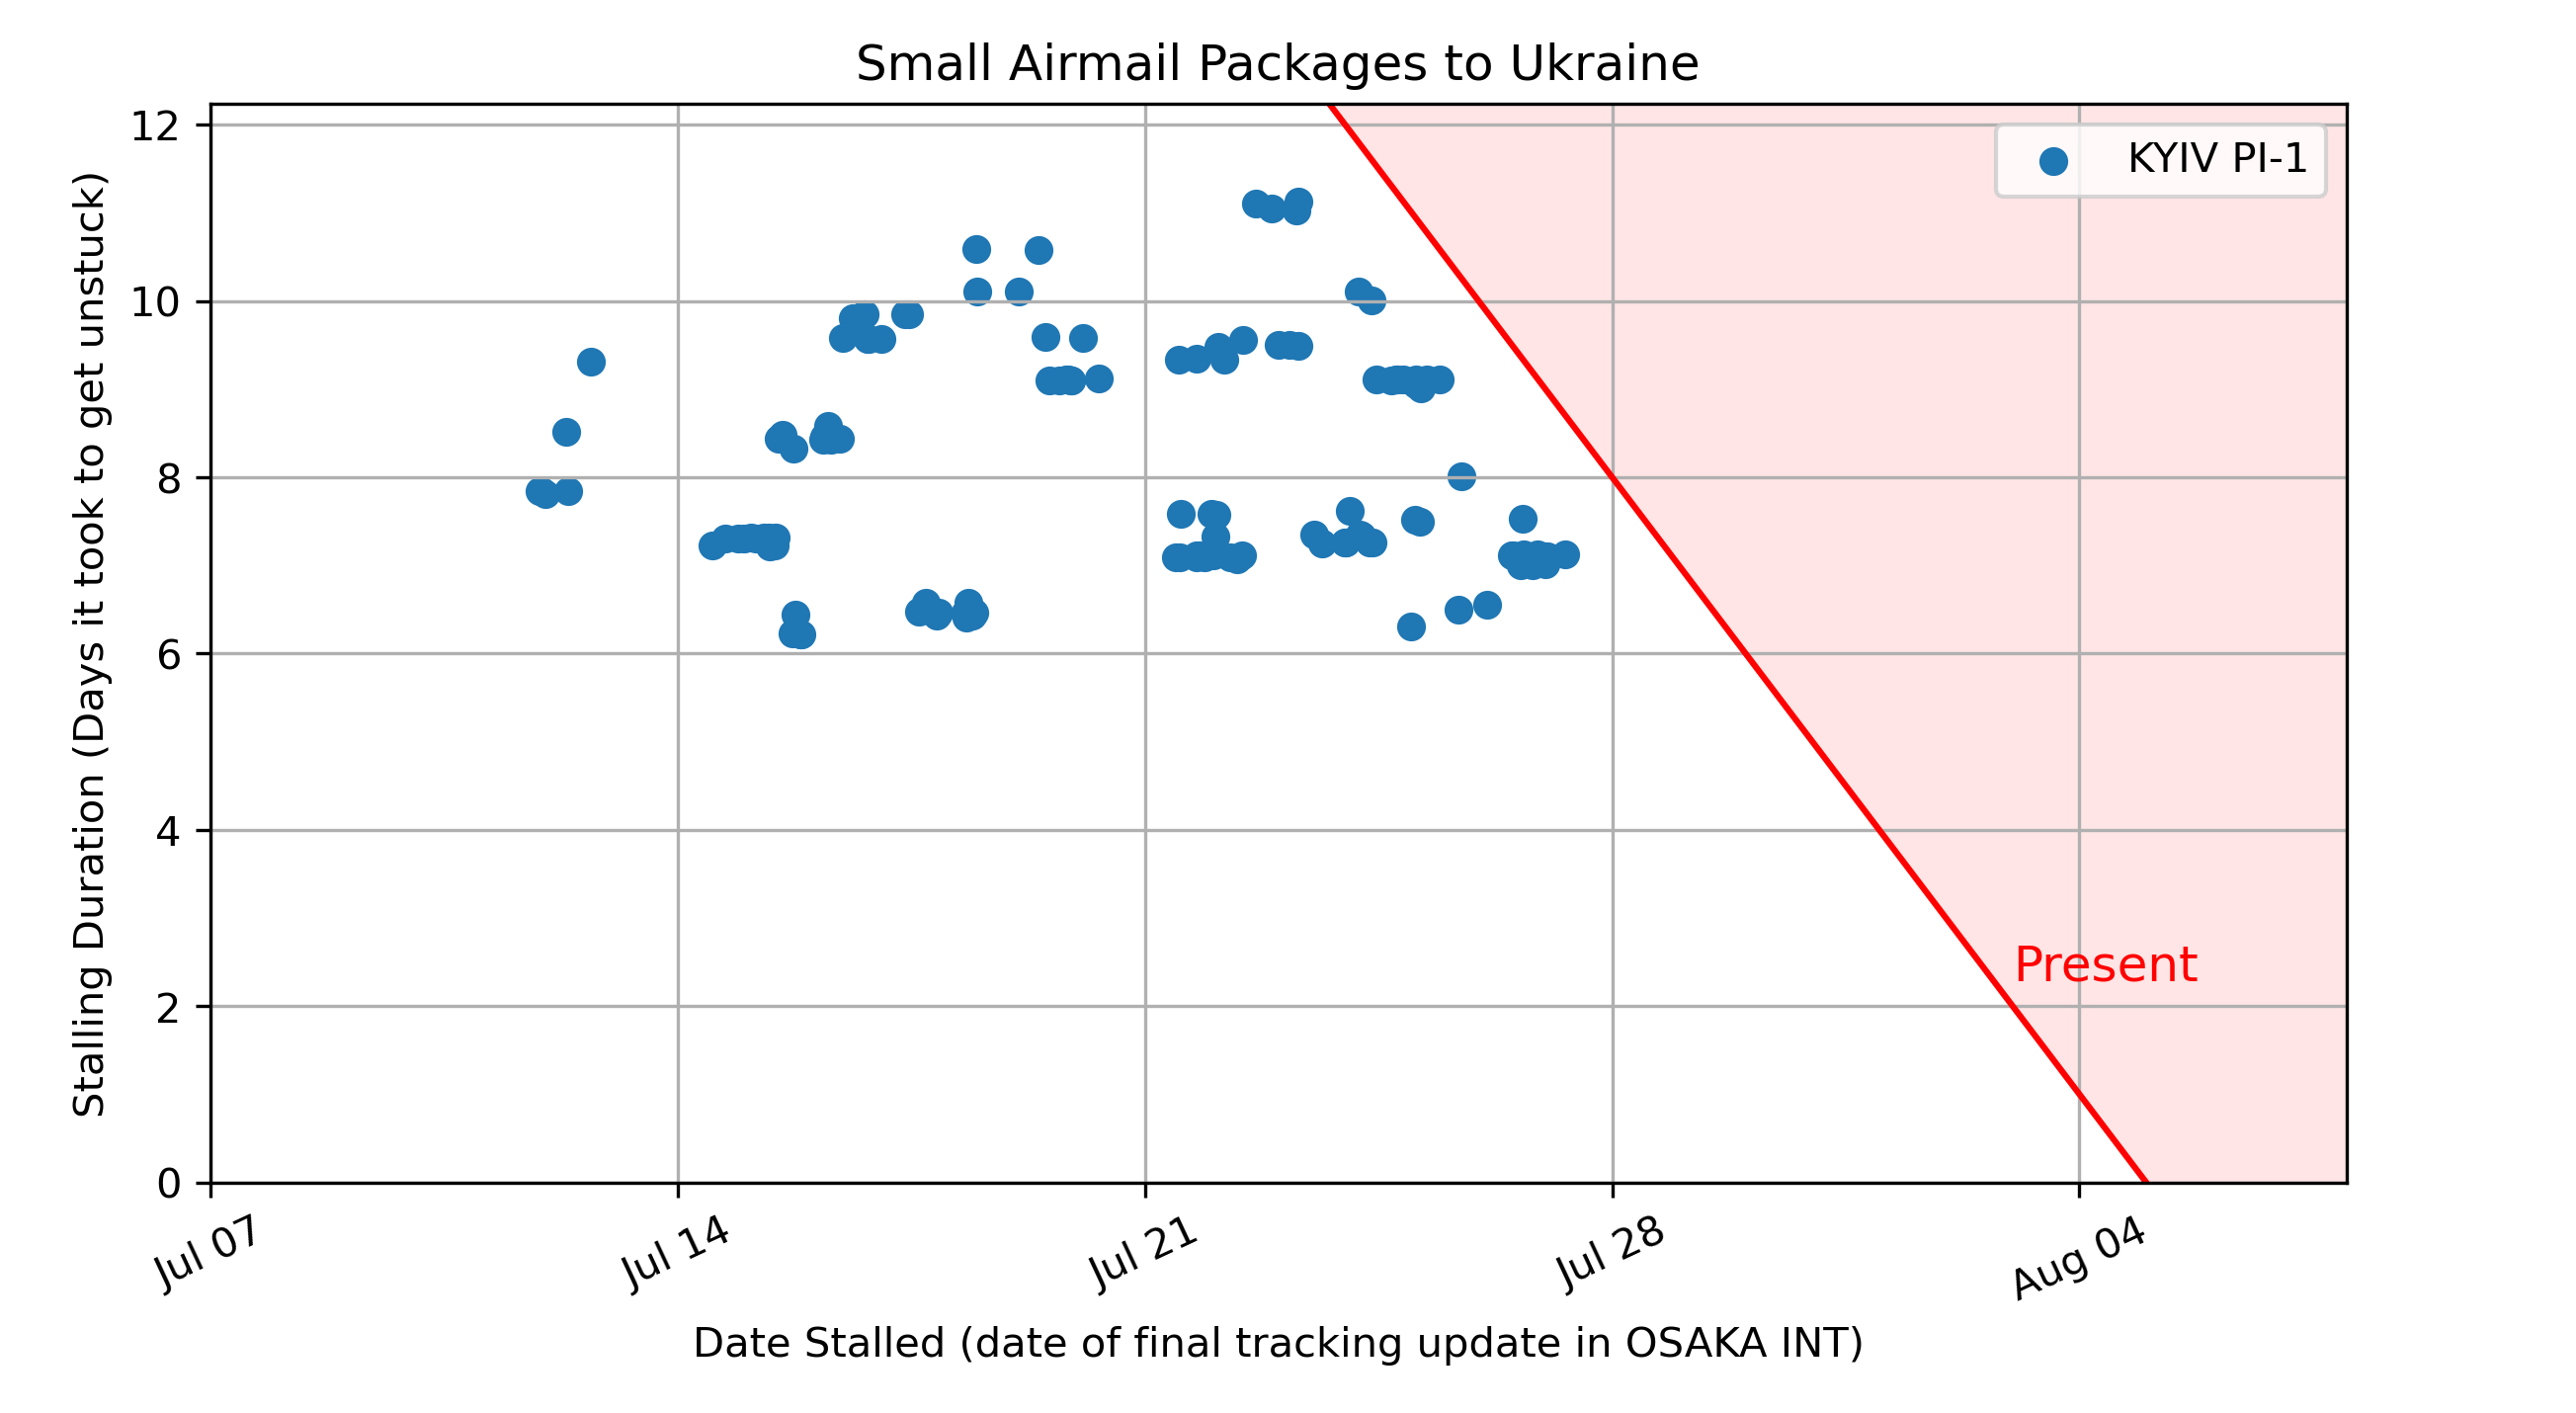 Small Airmail Packages to Ukraine
Stalling Duration (Days it took to get unstuck)
12
10
8
6
4
2
0
KYIV PI-1
Present
Jul 07
Jul 14
Jul 21
Jul 28
Aug 04
Date Stalled (date of final tracking update in OSAKA INT)